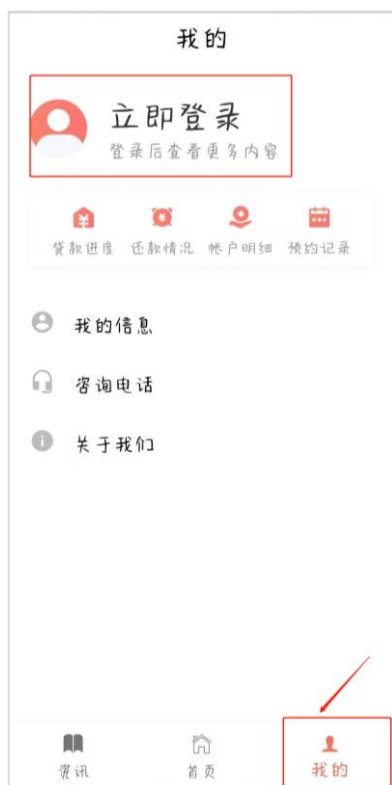 我的
立即登录
登录后查看更多内容
贷款进度 还款情况 帐户明细 预约记录
我的信息
咨询电话
关于我们
资讯 首页 我的